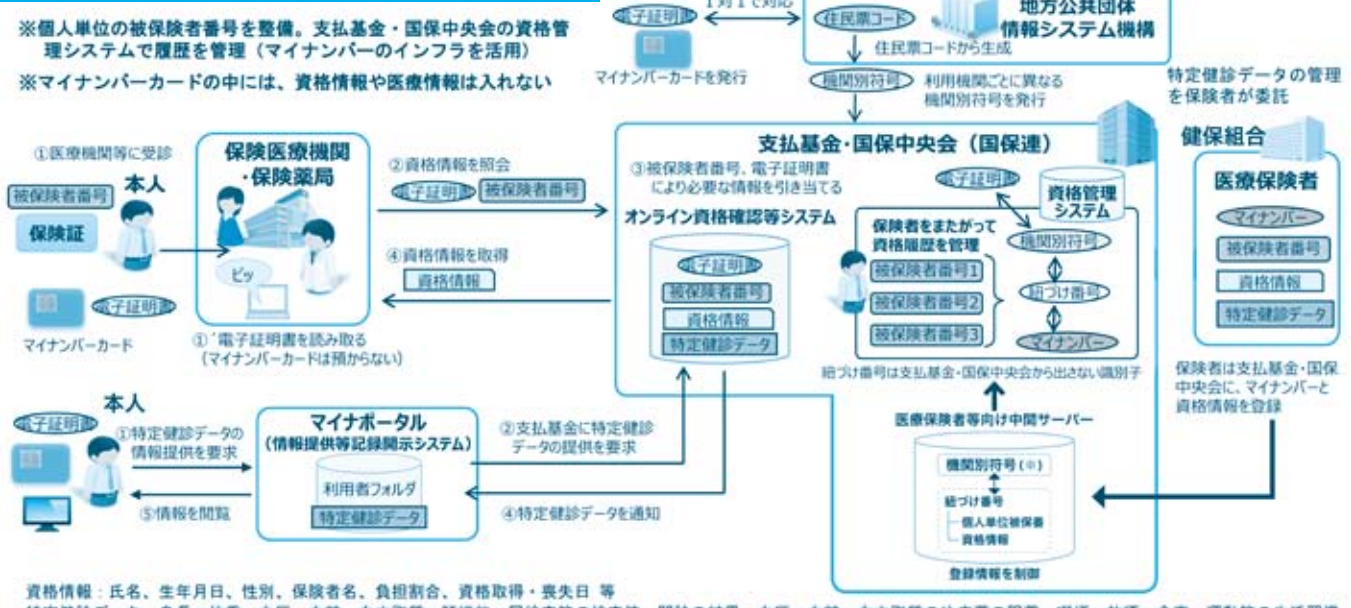 ※個人単位の被保険者番号を整備。支払基金・国保中央会の資格管
理システムで履歴を管理（マイナンバーのインフラを活用）
※マイナンバーカードの中には、資格情報や医療情報は入れない
電子証明書
1対1で対応
マイナンバーカードを発行
住民票コード
地方公共団体
情報システム機構
住民票コードから生成
機関別符号
利用機関ごとに異なる
機関別符号を発行
特定健診データの管理
を保険者が委託
健保組合
医療保険者
マイナンバー
被保険者番号
資格情報
特定健診データ
保険者は支払基金・国保
中央会に、マイナンバーと
資格情報を登録
①医療機関等に受診
本人
被保険者番号
保険証
電子証明書
マイナンバーカード
保険医療機関
・保険薬局
ピッ
①´電子証明書を読み取る
（マイナンバーカードは預からない）
②資格情報を照会
電子証明書
被保険者番号
④資格情報を取得
資格情報
支払基金・国保中央会（国保連）
③被保険者番号、電子証明書
により必要な情報を引き当てる
オンライン資格確認等システム
電子証明書
被保険者番号
資格情報
特定健診データ
電子証明書
資格管理
システム
保険者をまたがって
資格履歴を管理
被保険者番号1
被保険者番号2
被保険者番号3
機関別符号
紐づけ番号
マイナンバー
紐づけ番号は支払基金・国保中央会から出さない識別子
医療保険者等向け中間サーバー
機関別符号(※)
紐づけ番号
個人単位被保番
資格情報
登録情報を制御
本人
電子証明書
①特定健診データの
情報提供を要求
⑤情報を閲覧
マイナポータル
（情報提供等記録開示システム）
利用者フォルダ
特定健診データ
②支払基金に特定健診
データの提供を要求
④特定健診データを通知
資格情報：氏名、生年月日、性別、保険者名、負担割合、資格取得・喪失日 等